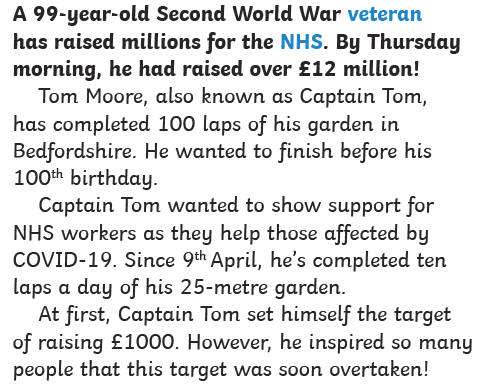 A 99-year-old Second World War veteran
has raised millions for the NHS. By Thursday
morning, he had raised over £12 million!
Tom Moore, also known as Captain Tom,
has completed 100 laps of his garden in
Bedfordshire. He wanted to finish before his
100th birthday.
Captain Tom wanted to show support for
NHS workers as they help those affected by
COVID-19. Since 9th April, he’s completed ten
laps a day of his 25-metre garden.
At first, Captain Tom set himself the target
of raising £1000. However, he inspired so many
people that this target was soon overtaken!